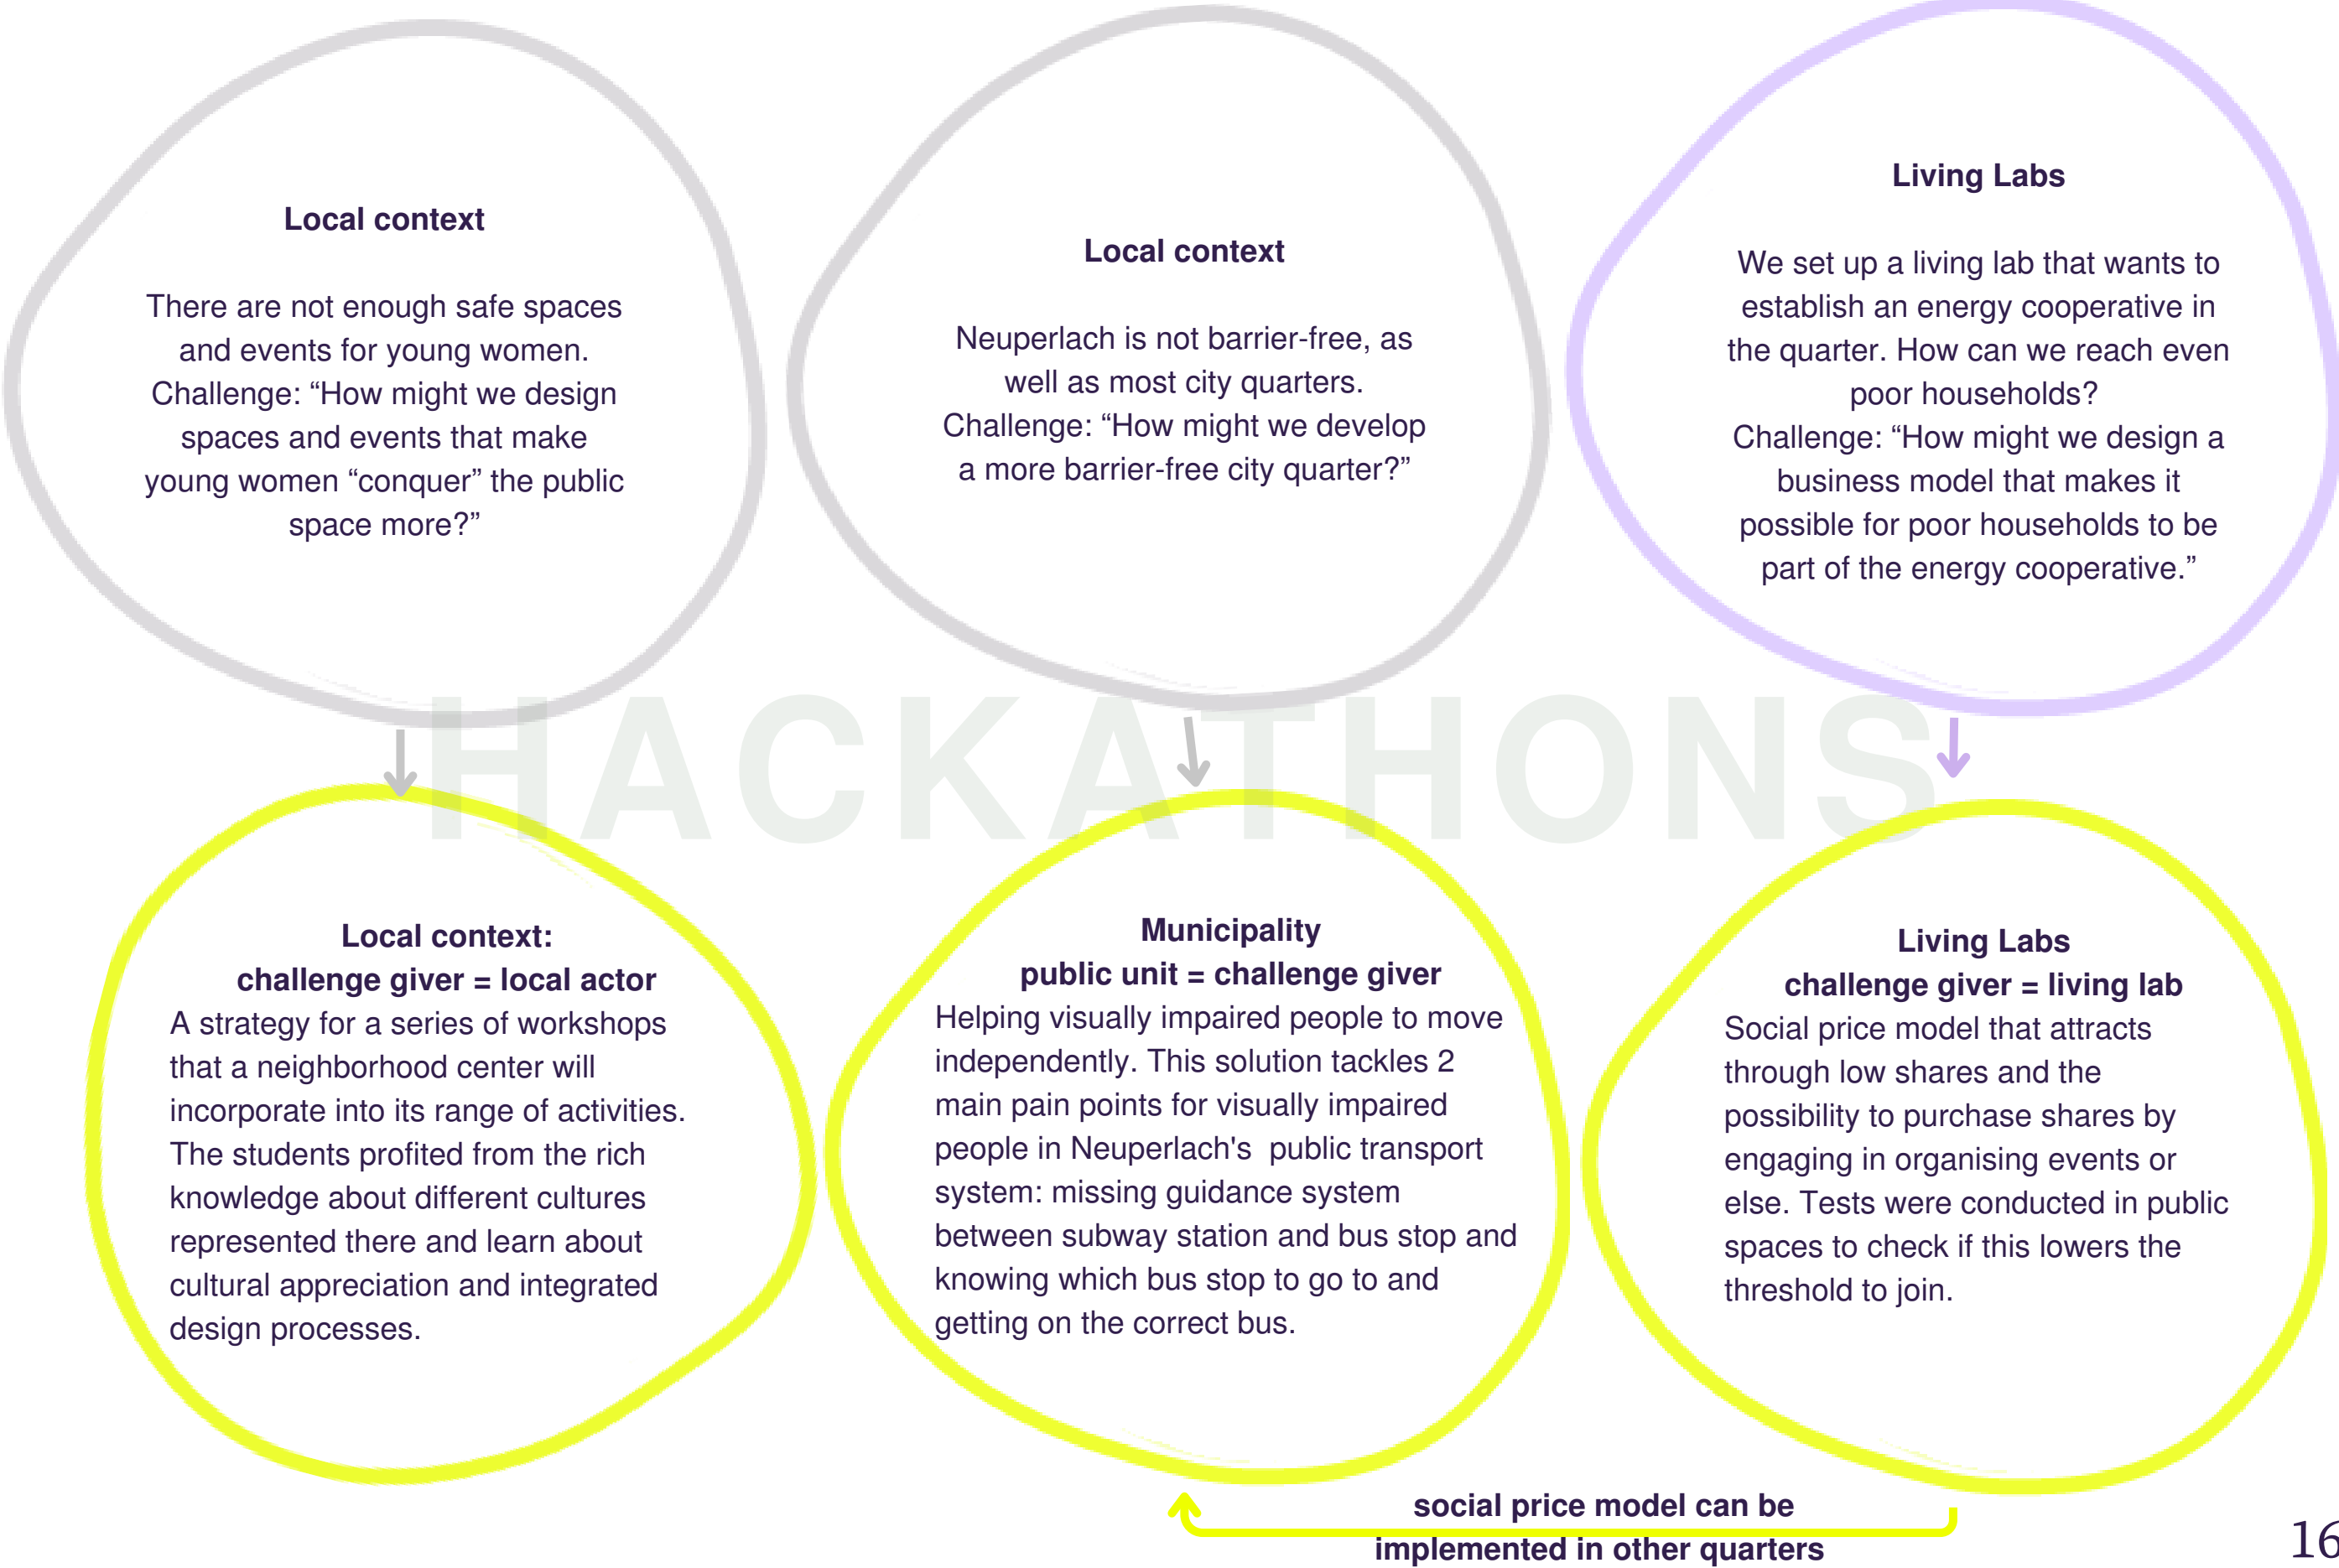 Local context
There are not enough safe spaces
and events for young women.
Challenge: “How might we design
spaces and events that make
young women “conquer” the public
space more?”
Local context
Neuperlach is not barrier-free, as
well as most city quarters.
Challenge: “How might we develop
a more barrier-free city quarter?”
Living Labs
We set up a living lab that wants to
establish an energy cooperative in
the quarter. How can we reach even
poor households?
Challenge: “How might we design a
business model that makes it
possible for poor households to be
part of the energy cooperative.”
HACKATHONS
Local context:
challenge giver = local actor
A strategy for a series of workshops
that a neighborhood center will
incorporate into its range of activities.
The students profited from the rich
knowledge about different cultures
represented there and learn about
cultural appreciation and integrated
design processes.
Municipality
public unit = challenge giver
Helping visually impaired people to move
independently. This solution tackles 2
main pain points for visually impaired
people in Neuperlach's  public transport
system: missing guidance system
between subway station and bus stop and
knowing which bus stop to go to and
getting on the correct bus.
Living Labs
challenge giver = living lab
Social price model that attracts
through low shares and the
possibility to purchase shares by
engaging in organising events or
else. Tests were conducted in public
spaces to check if this lowers the
threshold to join.
social price model can be
implemented in other quarters
16